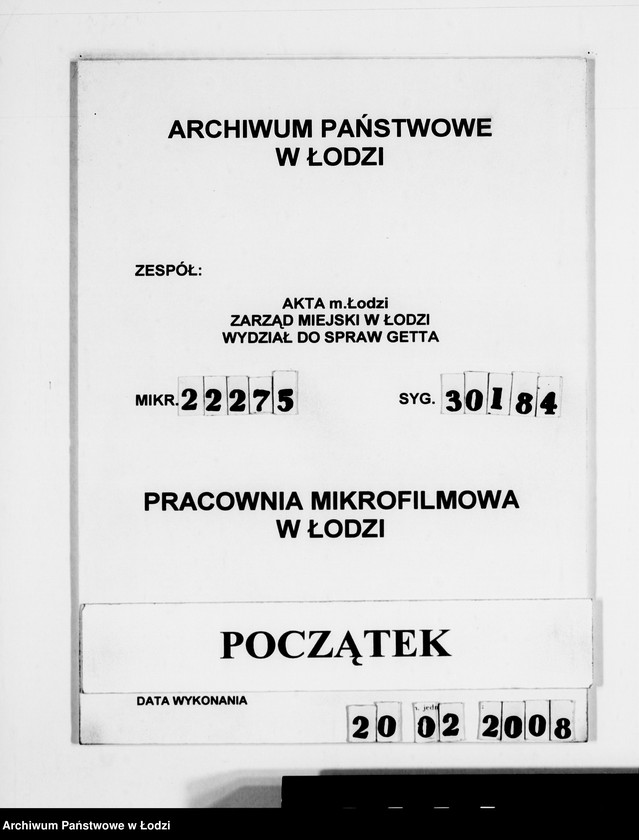 ARCHIWUM PAŃSTWOWE
W ŁODZI
ZESPÓŁ:
AKTA m.Łodzi
ZARZĄD MIEJSKI W ŁODZI
WYDZIAŁ DO SPRAW GETTA
MIKR. 22275 SYG. 30184
PRACOWNIA MIKROFILMOWA
W ŁODZI
POCZĄTEK
DATA WYKONANIA
20 02 2008
Archiwum Państwowe w Łodzi